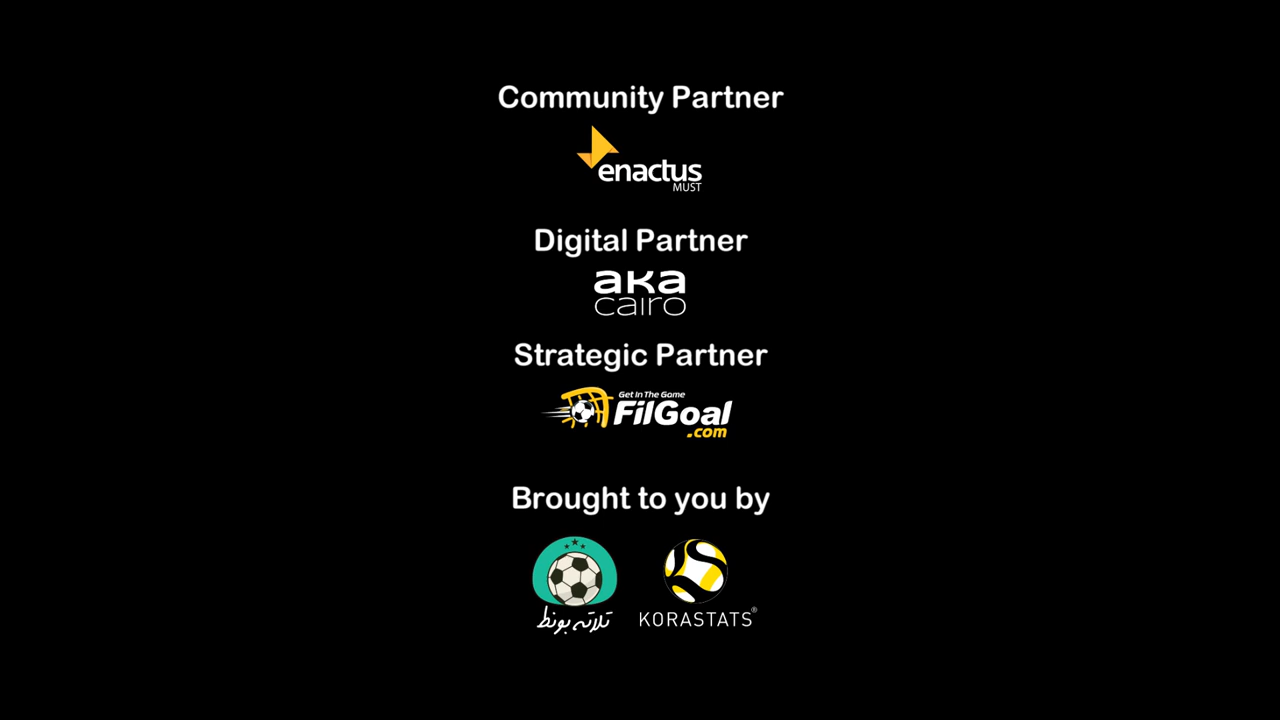 Community Partner
enactus
MUST
Digital Partner
aka
cairo
Strategic Partner
Get In The Game
FilGoal
.com
Brought to you by
تلاته بونط
KORASTATS®